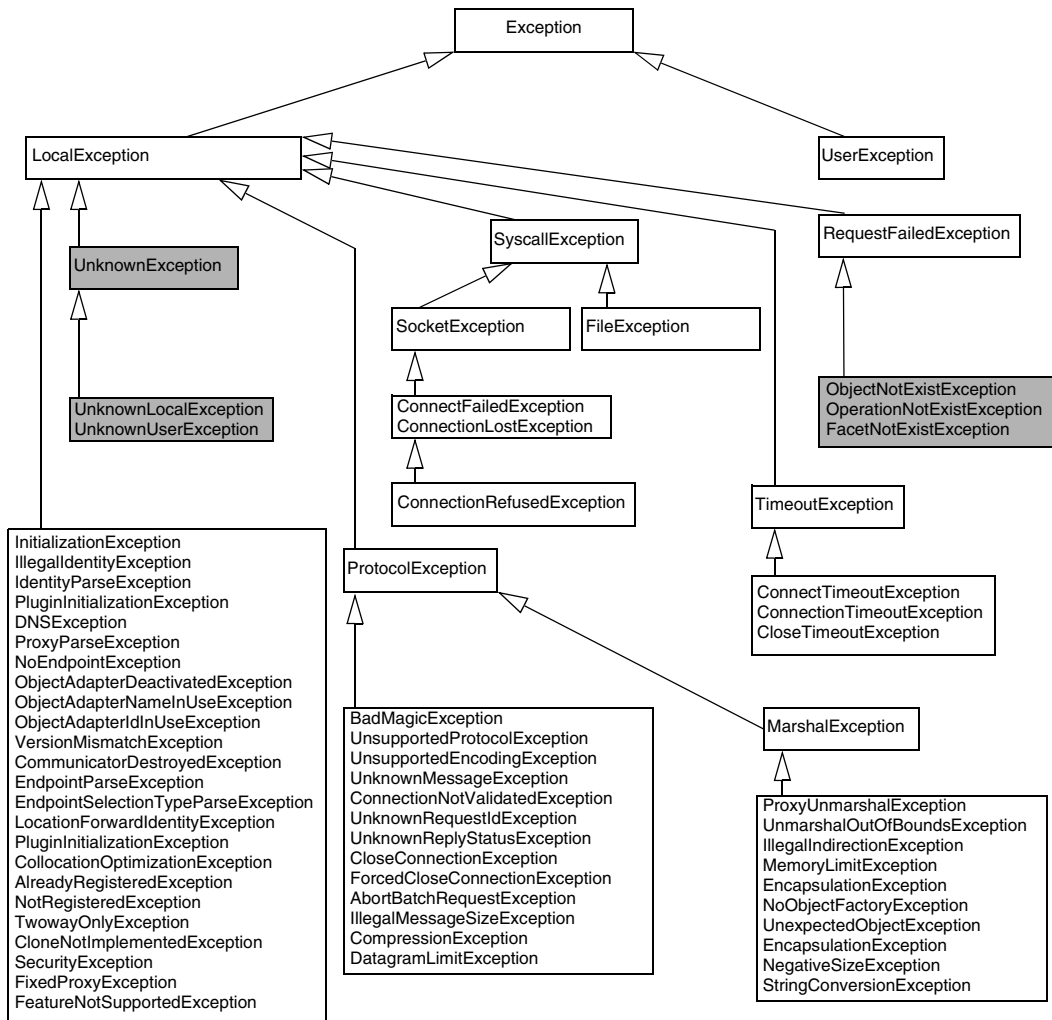 Exception
LocalException
UserException
SyscallException
RequestFailedException
UnknownException
SocketException
FileException
UnknownLocalException
UnknownUserException
ConnectFailedException
ConnectionLostException
ObjectNotExistException
OperationNotExistException
FacetNotExistException
ConnectionRefusedException
TimeoutException
InitializationException
IllegalIdentityException
IdentityParseException
PluginInitializationException
DNSException
ProxyParseException
NoEndpointException
ObjectAdapterDeactivatedException
ObjectAdapterNameInUseException
ObjectAdapterIdInUseException
VersionMismatchException
CommunicatorDestroyedException
EndpointParseException
EndpointSelectionTypeParseException
LocationForwardIdentityException
PluginInitializationException
CollocationOptimizationException
AlreadyRegisteredException
NotRegisteredException
TwowayOnlyException
CloneNotImplementedException
SecurityException
FixedProxyException
FeatureNotSupportedException
ProtocolException
ConnectTimeoutException
ConnectionTimeoutException
CloseTimeoutException
BadMagicException
UnsupportedProtocolException
UnsupportedEncodingException
UnknownMessageException
ConnectionNotValidatedException
UnknownRequestIdException
UnknownReplyStatusException
CloseConnectionException
ForcedCloseConnectionException
AbortBatchRequestException
IllegalMessageSizeException
CompressionException
DatagramLimitException
MarshalException
ProxyUnmarshalException
UnmarshalOutOfBoundsException
IllegalIndirectionException
MemoryLimitException
EncapsulationException
NoObjectFactoryException
UnexpectedObjectException
EncapsulationException
NegativeSizeException
StringConversionException